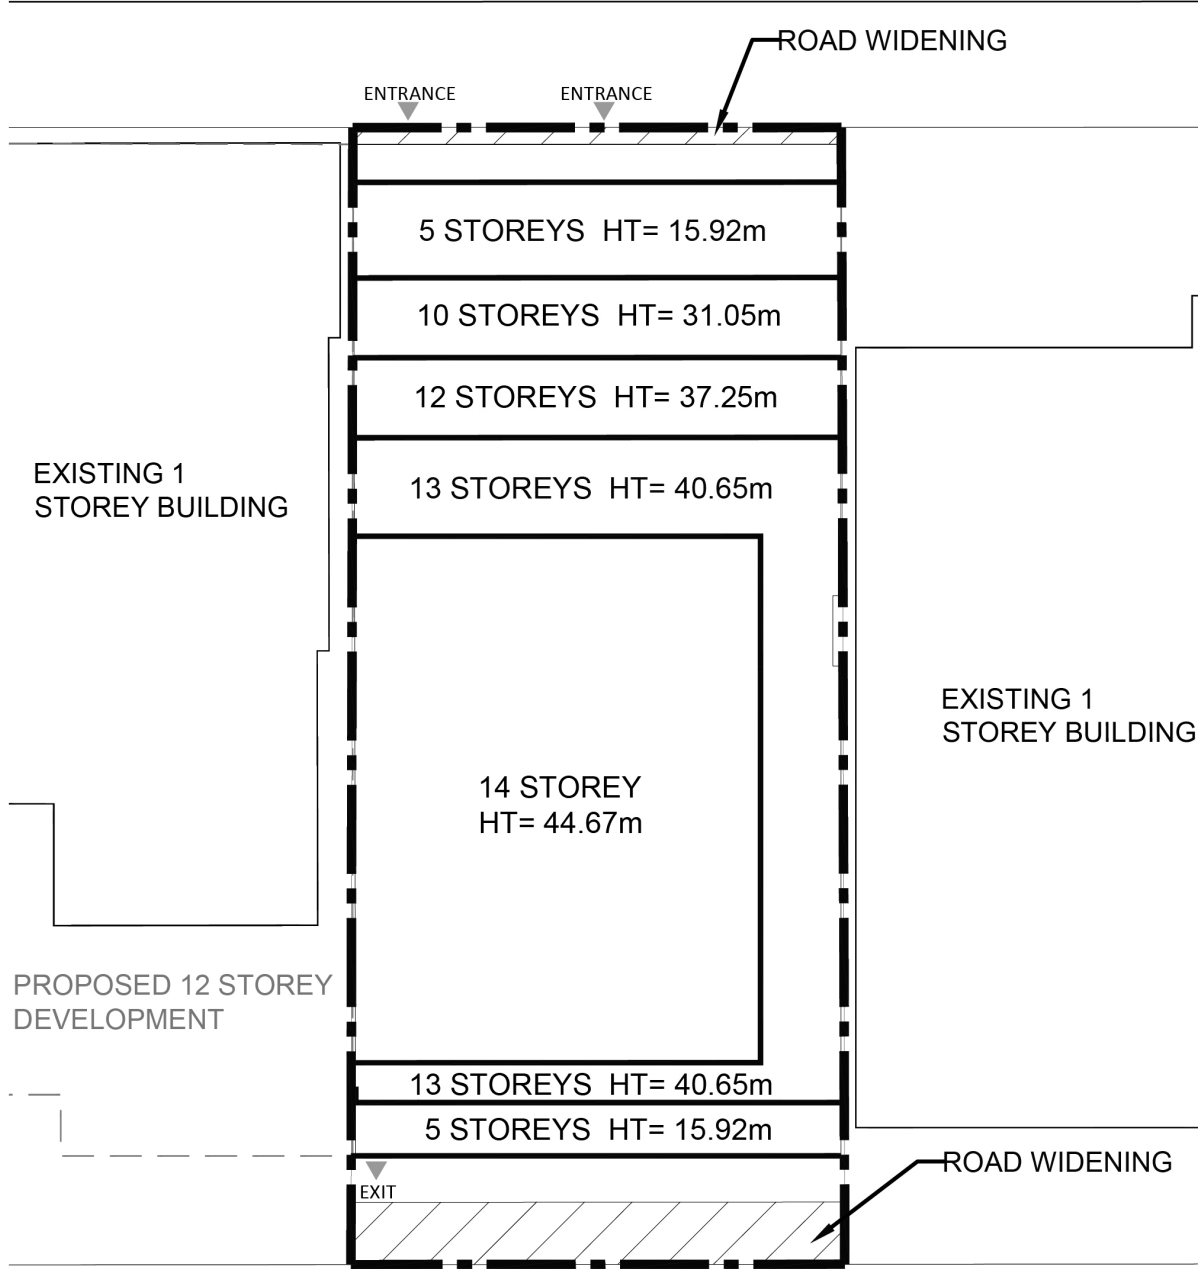 ROAD WIDENING
ENTRANCE
ENTRANCE
5 STOREYS  HT= 15.92m
10 STOREYS  HT= 31.05m
12 STOREYS  HT= 37.25m
EXISTING 1
STOREY BUILDING
13 STOREYS  HT= 40.65m
EXISTING 1
STOREY BUILDING
14 STOREY
HT= 44.67m
PROPOSED 12 STOREY
DEVELOPMENT
13 STOREYS  HT= 40.65m
5 STOREYS  HT= 15.92m
ROAD WIDENING
EXIT